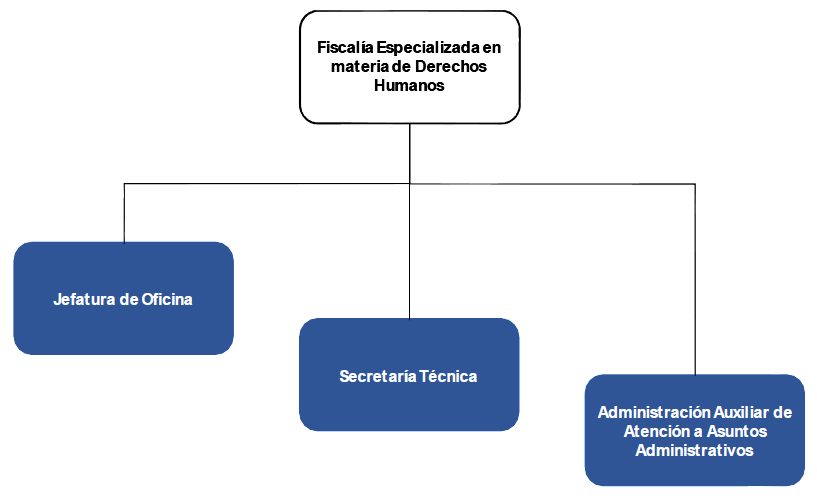 Fiscalía Especializada en
materia de Derechos
Humanos
Jefatura de Oficina
Secretaría Técnica
Administración Auxiliar de
Atención a Asuntos
Administrativos